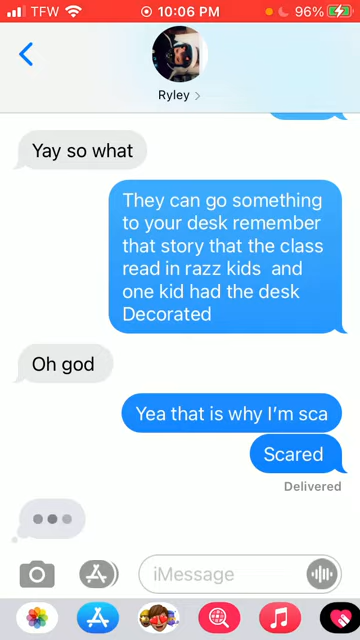 TFW 10:06 PM 96%
Ryley
Yay so what
They can go something
to your desk remember
that story that the class
read in razz kids and
one kid had the desk
Decorated
Oh god
Yea that is why I'm sca
Scared
Delivered
iMessage